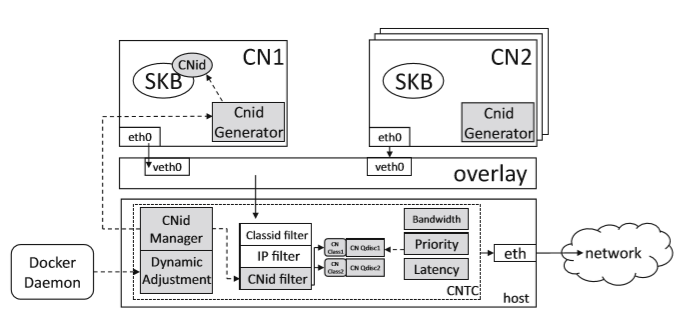 CN1
CNid
SKB
Cnid
Generator
eth0
CN2
SKB
Cnid
Generator
eth0
veth0
veth0
overlay
CNid
Manager
Dynamic
Adjustment
Classid filter
IP filter
CNid filter
CN
Class1
CN Qdisc1
CN
Class2
CN Qdisc2
Bandwidth
Priority
Latency
CNTC
host
eth
network
Docker
Daemon